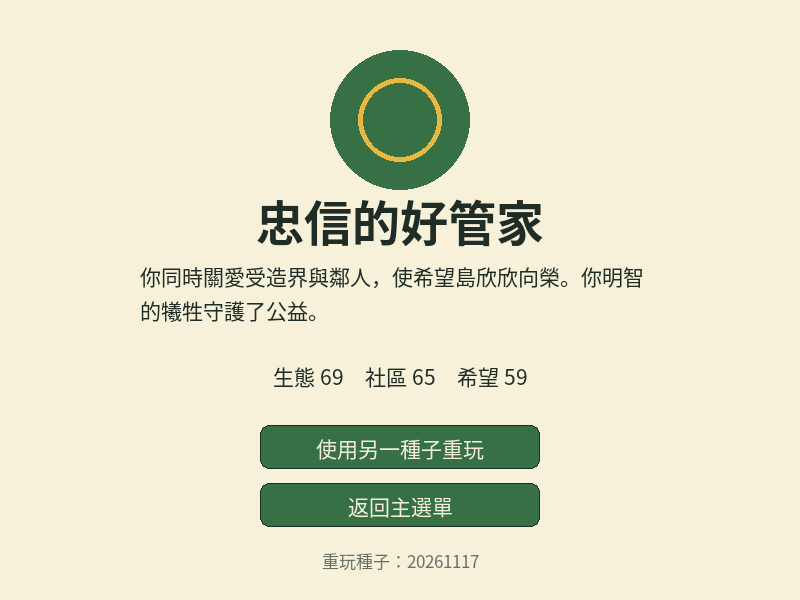 忠信的好管家
你同時關愛受造界與鄰人，使希望島欣欣向榮。你明智
的犧牲守護了公益。
生態 69　社區 65　希望 59
使用另一種子重玩
返回主選單
重玩種子：20261117